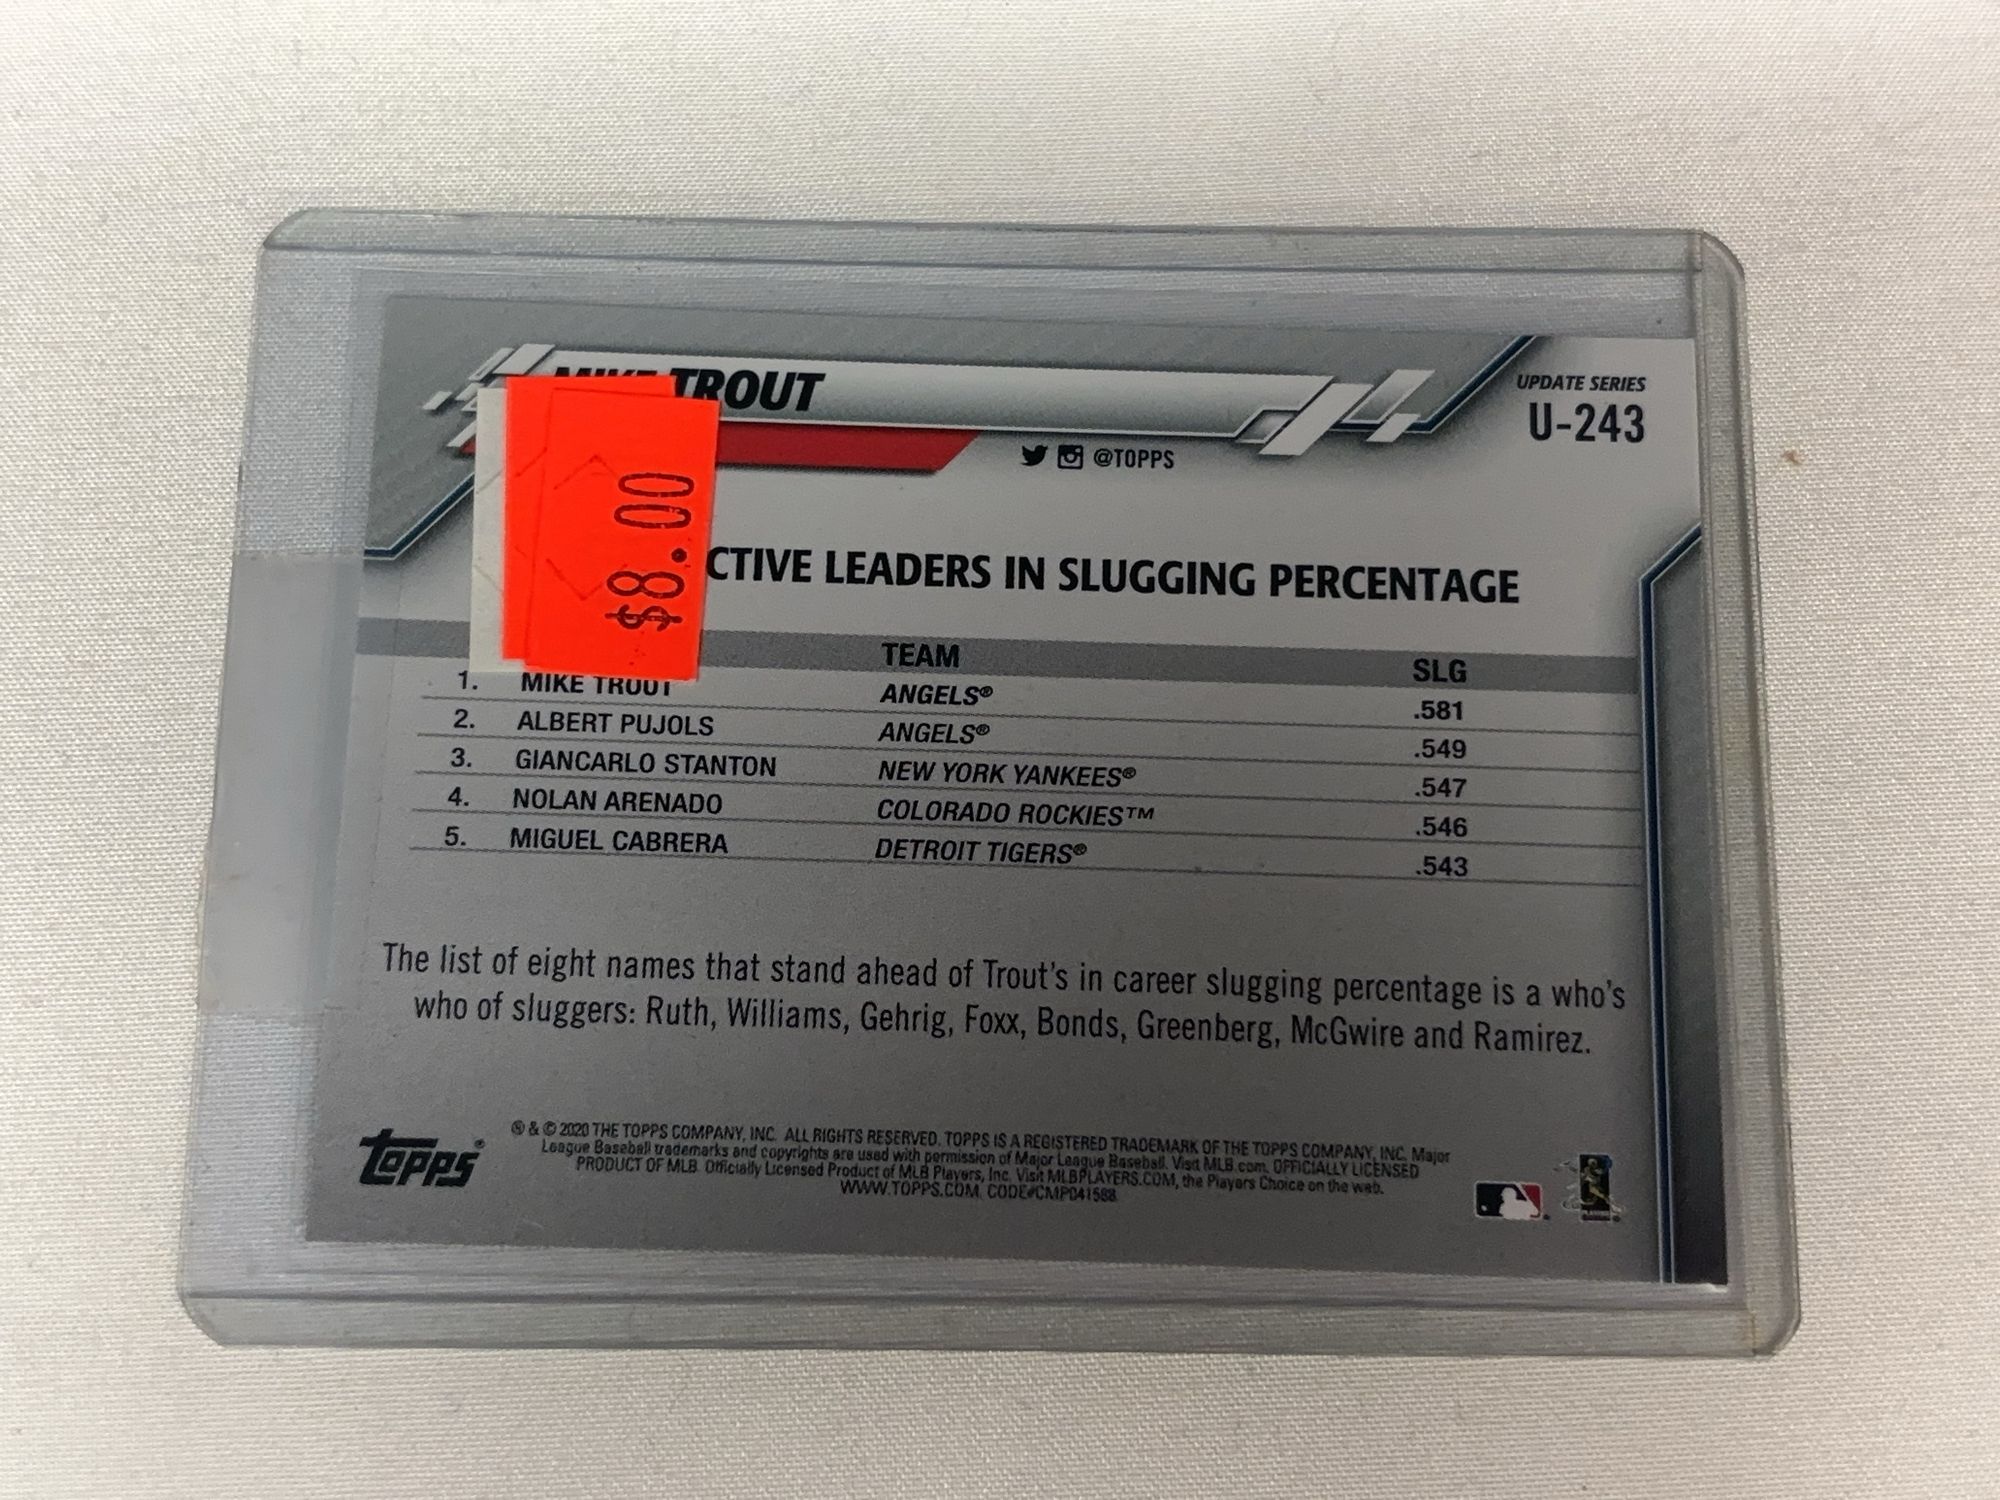 MIKE TROUT
UPDATE SERIES
U-243
@TOPPS
$8.00
CTIVE LEADERS IN SLUGGING PERCENTAGE
TEAM SLG
1. MIKE TROUT ANGELS® .581
2. ALBERT PUJOLS ANGELS® .549
3. GIANCARLO STANTON NEW YORK YANKEES® .547
4. NOLAN ARENADO COLORADO ROCKIES™ .546
5. MIGUEL CABRERA DETROIT TIGERS® .543
The list of eight names that stand ahead of Trout's in career slugging percentage is a who's
who of sluggers: Ruth, Williams, Gehrig, Foxx, Bonds, Greenberg, McGwire and Ramirez.
topps®
® & © 2020 THE TOPPS COMPANY, INC. ALL RIGHTS RESERVED. TOPPS IS A REGISTERED TRADEMARK OF THE TOPPS COMPANY, INC. Major
League Baseball trademarks and copyrights are used with permission of Major League Baseball. Visit MLB.com. OFFICIALLY LICENSED
PRODUCT OF MLB. Officially Licensed Product of MLB Players, Inc. Visit MLBPLAYERS.COM, the Players Choice on the web.
WWW.TOPPS.COM. CODE#CMP041588